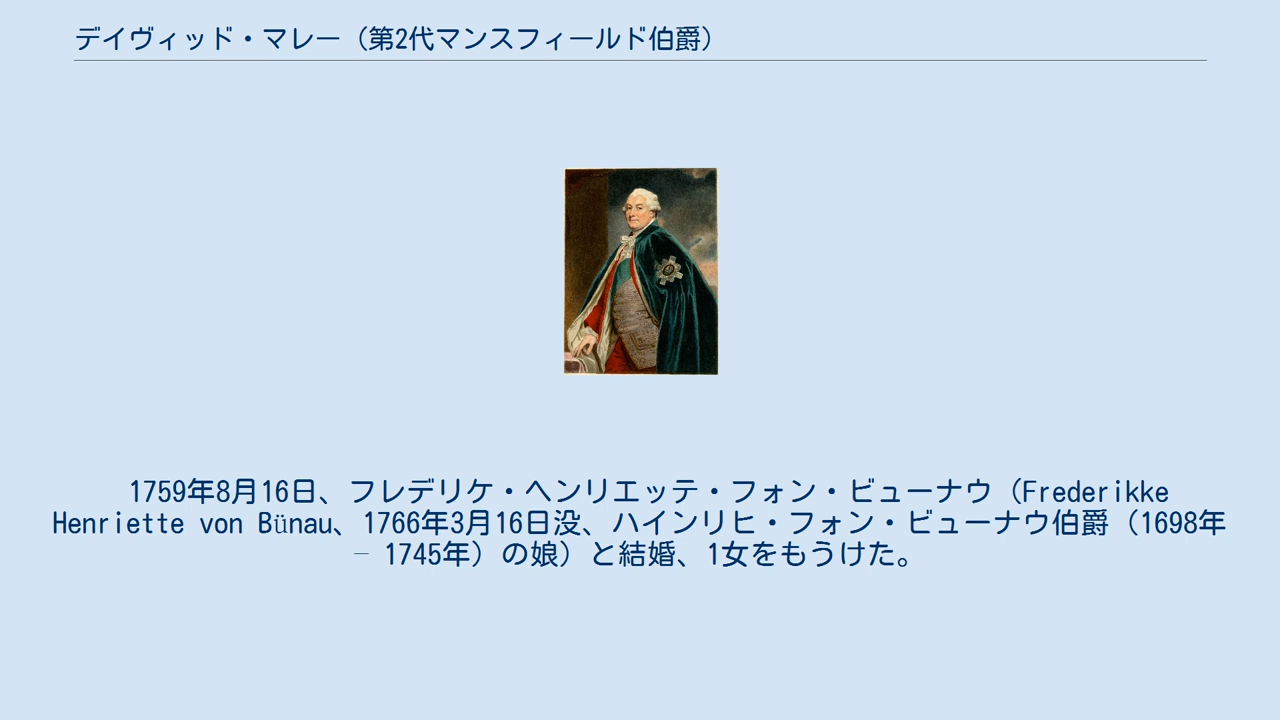 デイヴィッド・マレー（第2代マンスフィールド伯爵）
1759年8月16日、フレデリケ・ヘンリエッテ・フォン・ビューナウ（Frederikke
Henriette von Bünau、1766年3月16日没、ハインリヒ・フォン・ビューナウ伯爵（1698年
– 1745年）の娘）と結婚、1女をもうけた。